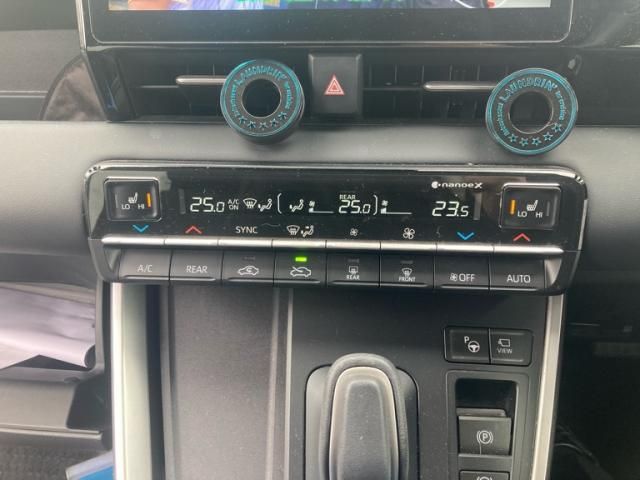 LAUNDRIN'
LAUNDRIN'
nanoe X
LO HI
25.0 A/C ON REAR 25.0 23.5
LO HI
SYNC
A/C REAR REAR FRONT OFF AUTO
P VIEW
P